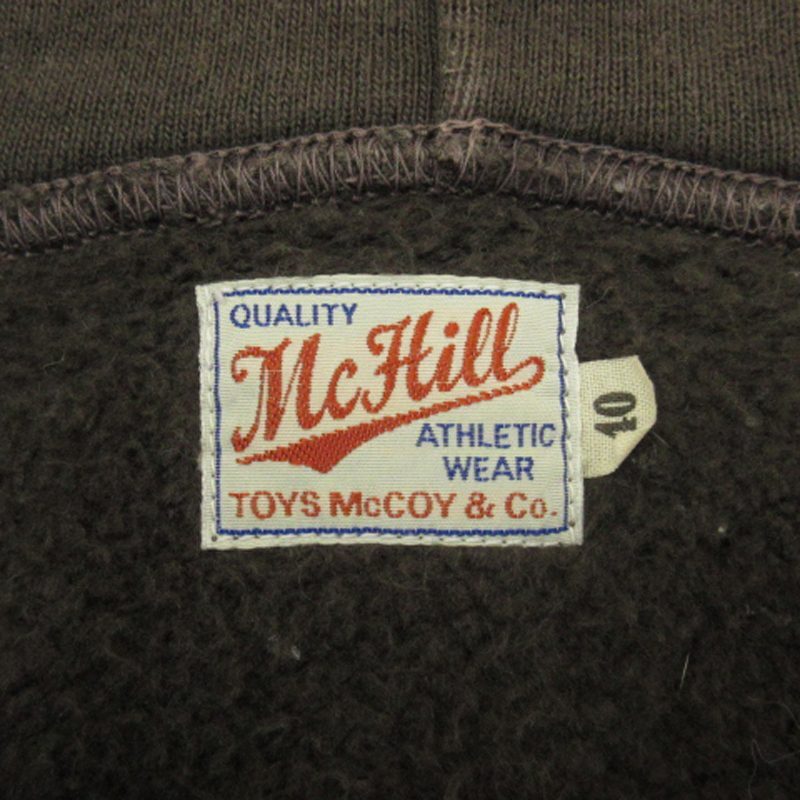 QUALITY
McHill
ATHLETIC
WEAR
TOYS McCOY & Co.
40